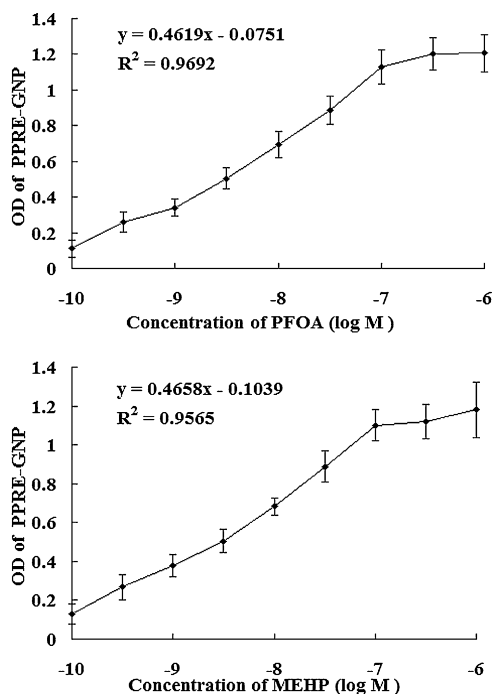 1.4
1.2
1
0.8
0.6
0.4
0.2
0
OD of PPRE-GNP
y = 0.4619x - 0.0751
R² = 0.9692
-10 -9 -8 -7 -6
Concentration of PFOA (log M )
1.4
1.2
1
0.8
0.6
0.4
0.2
0
OD of PPRE-GNP
y = 0.4658x - 0.1039
R² = 0.9565
-10 -9 -8 -7 -6
Concentration of MEHP (log M )